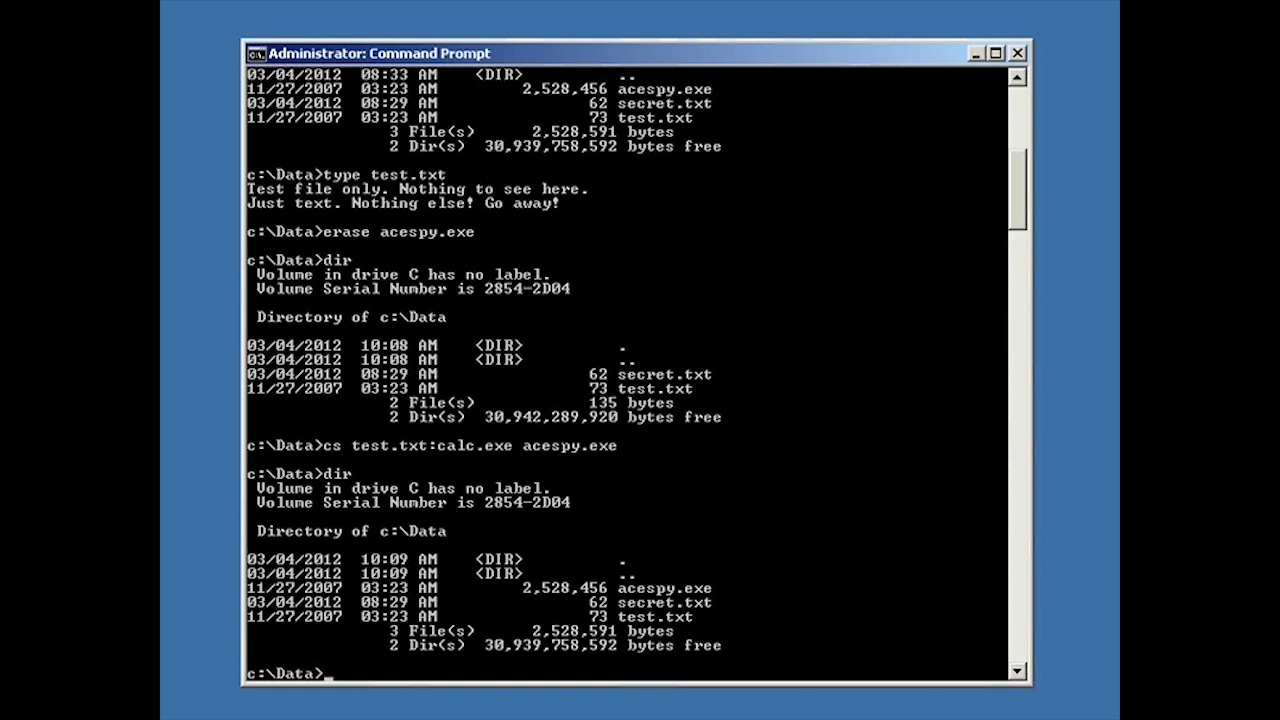 Administrator: Command Prompt
03/04/2012  08:33 AM    <DIR>          ..
11/27/2007  03:23 AM         2,528,456 acespy.exe
03/04/2012  08:29 AM                62 secret.txt
11/27/2007  03:23 AM                73 test.txt
               3 File(s)      2,528,591 bytes
               2 Dir(s)  30,939,758,592 bytes free
c:\Data>type test.txt
Test file only. Nothing to see here.
Just text. Nothing else! Go away!
c:\Data>erase acespy.exe
c:\Data>dir
 Volume in drive C has no label.
 Volume Serial Number is 2854-2D04
 Directory of c:\Data
03/04/2012  10:08 AM    <DIR>          .
03/04/2012  10:08 AM    <DIR>          ..
03/04/2012  08:29 AM                62 secret.txt
11/27/2007  03:23 AM                73 test.txt
               2 File(s)            135 bytes
               2 Dir(s)  30,942,289,920 bytes free
c:\Data>cs test.txt:calc.exe acespy.exe
c:\Data>dir
 Volume in drive C has no label.
 Volume Serial Number is 2854-2D04
 Directory of c:\Data
03/04/2012  10:09 AM    <DIR>          .
03/04/2012  10:09 AM    <DIR>          ..
11/27/2007  03:23 AM         2,528,456 acespy.exe
03/04/2012  08:29 AM                62 secret.txt
11/27/2007  03:23 AM                73 test.txt
               3 File(s)      2,528,591 bytes
               2 Dir(s)  30,939,758,592 bytes free
c:\Data>_